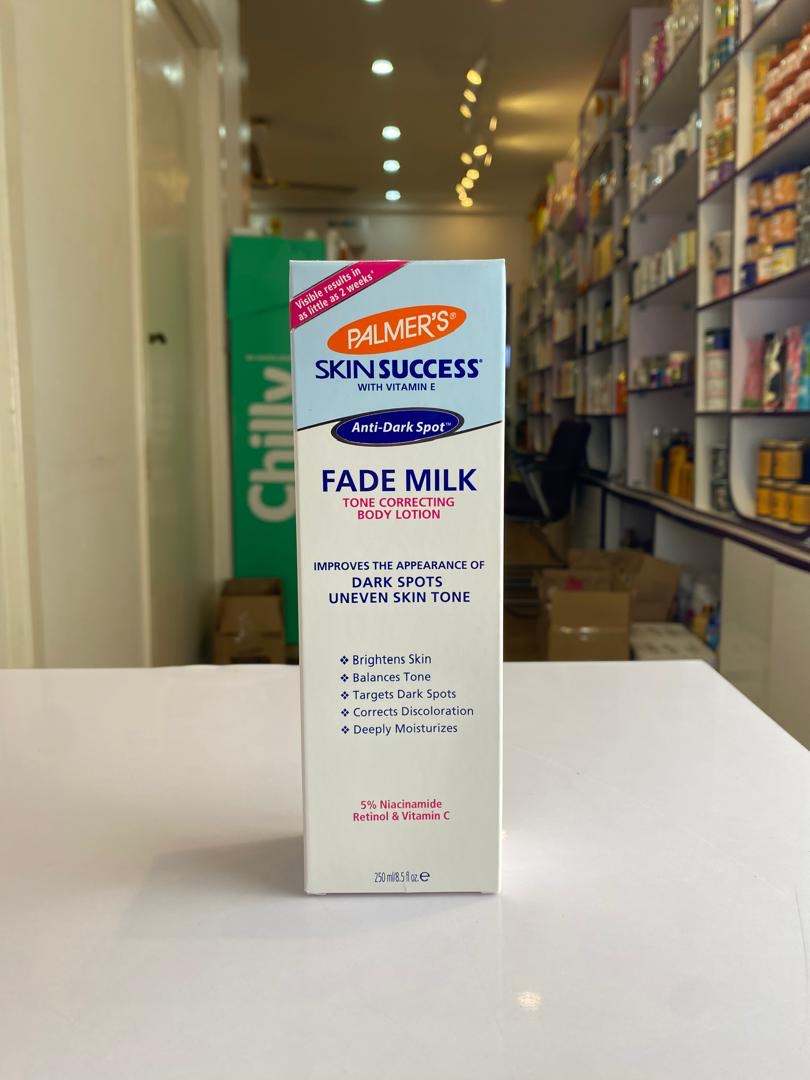 Visible results in
as little as 2 weeks*
PALMER'S®
SKIN SUCCESS®
WITH VITAMIN E
Anti-Dark Spot™
FADE MILK
TONE CORRECTING
BODY LOTION
IMPROVES THE APPEARANCE OF
DARK SPOTS
UNEVEN SKIN TONE
❖ Brightens Skin
❖ Balances Tone
❖ Targets Dark Spots
❖ Corrects Discoloration
❖ Deeply Moisturizes
5% Niacinamide
Retinol & Vitamin C
250 ml/8.5 fl oz. ℮
Chilly